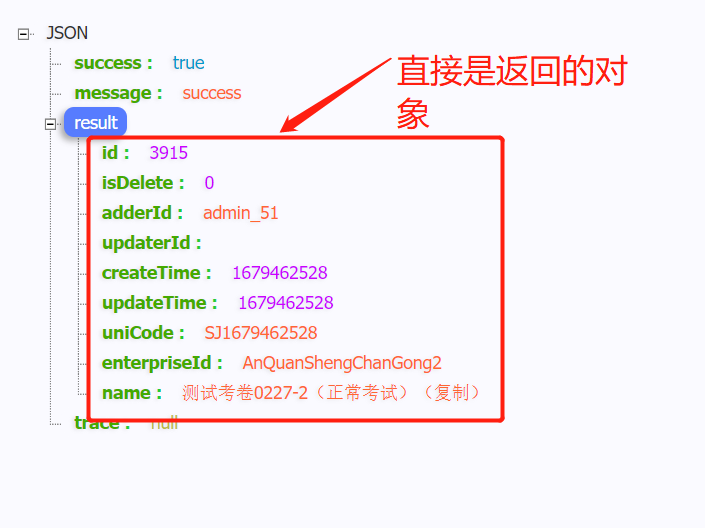 JSON
success : true
message : success
直接是返回的对
象
result
id : 3915
isDelete : 0
adderId : admin_51
updaterId :
createTime : 1679462528
updateTime : 1679462528
uniCode : SJ1679462528
enterpriseId : AnQuanShengChanGong2
name : 测试考卷0227-2（正常考试）（复制）
trace : null